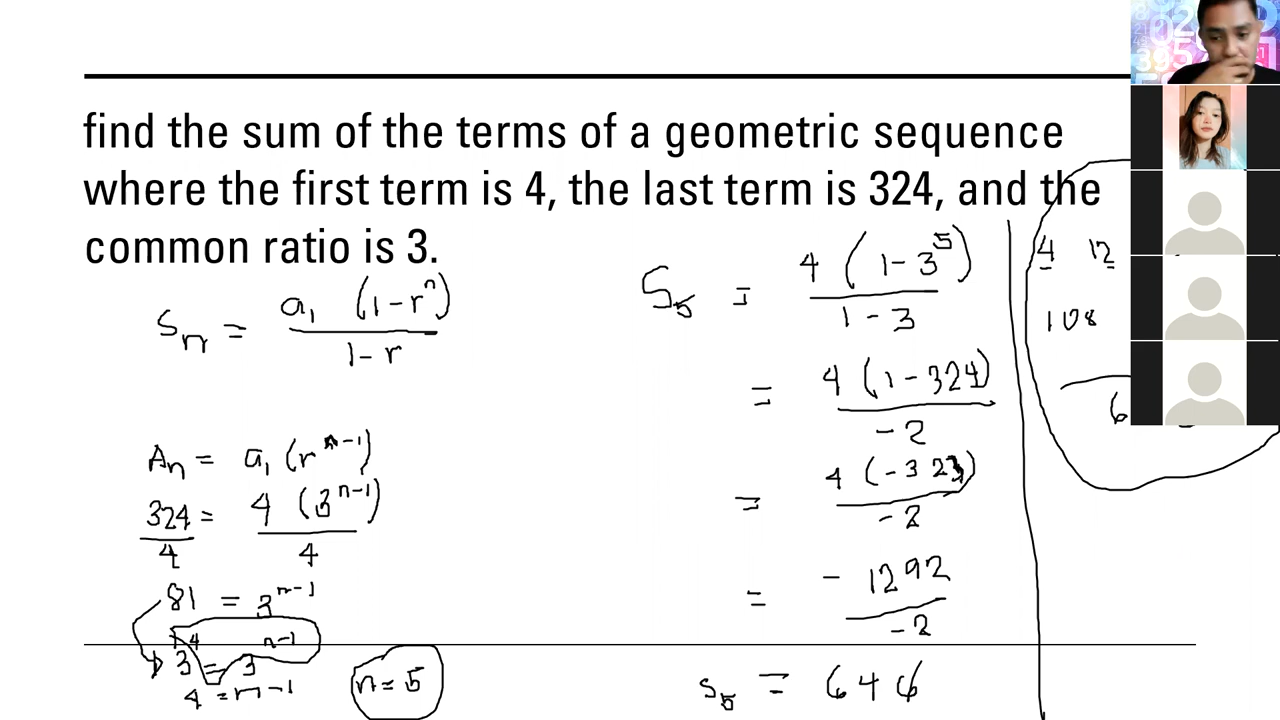 find the sum of the terms of a geometric sequence
where the first term is 4, the last term is 324, and the
common ratio is 3.
Sn = a1 (1-r^n) / 1-r
An = a1 (r^n-1)
324/4 = 4 (3^n-1) / 4
81 = 3^n-1
3^4 = 3^n-1
4 = n-1
n = 5
S5 = 4 (1-3^5) / 1-3
= 4 (1-324) / -2
= 4 (-323) / -2
= -1292 / -2
S5 = 646
4 12
108
6